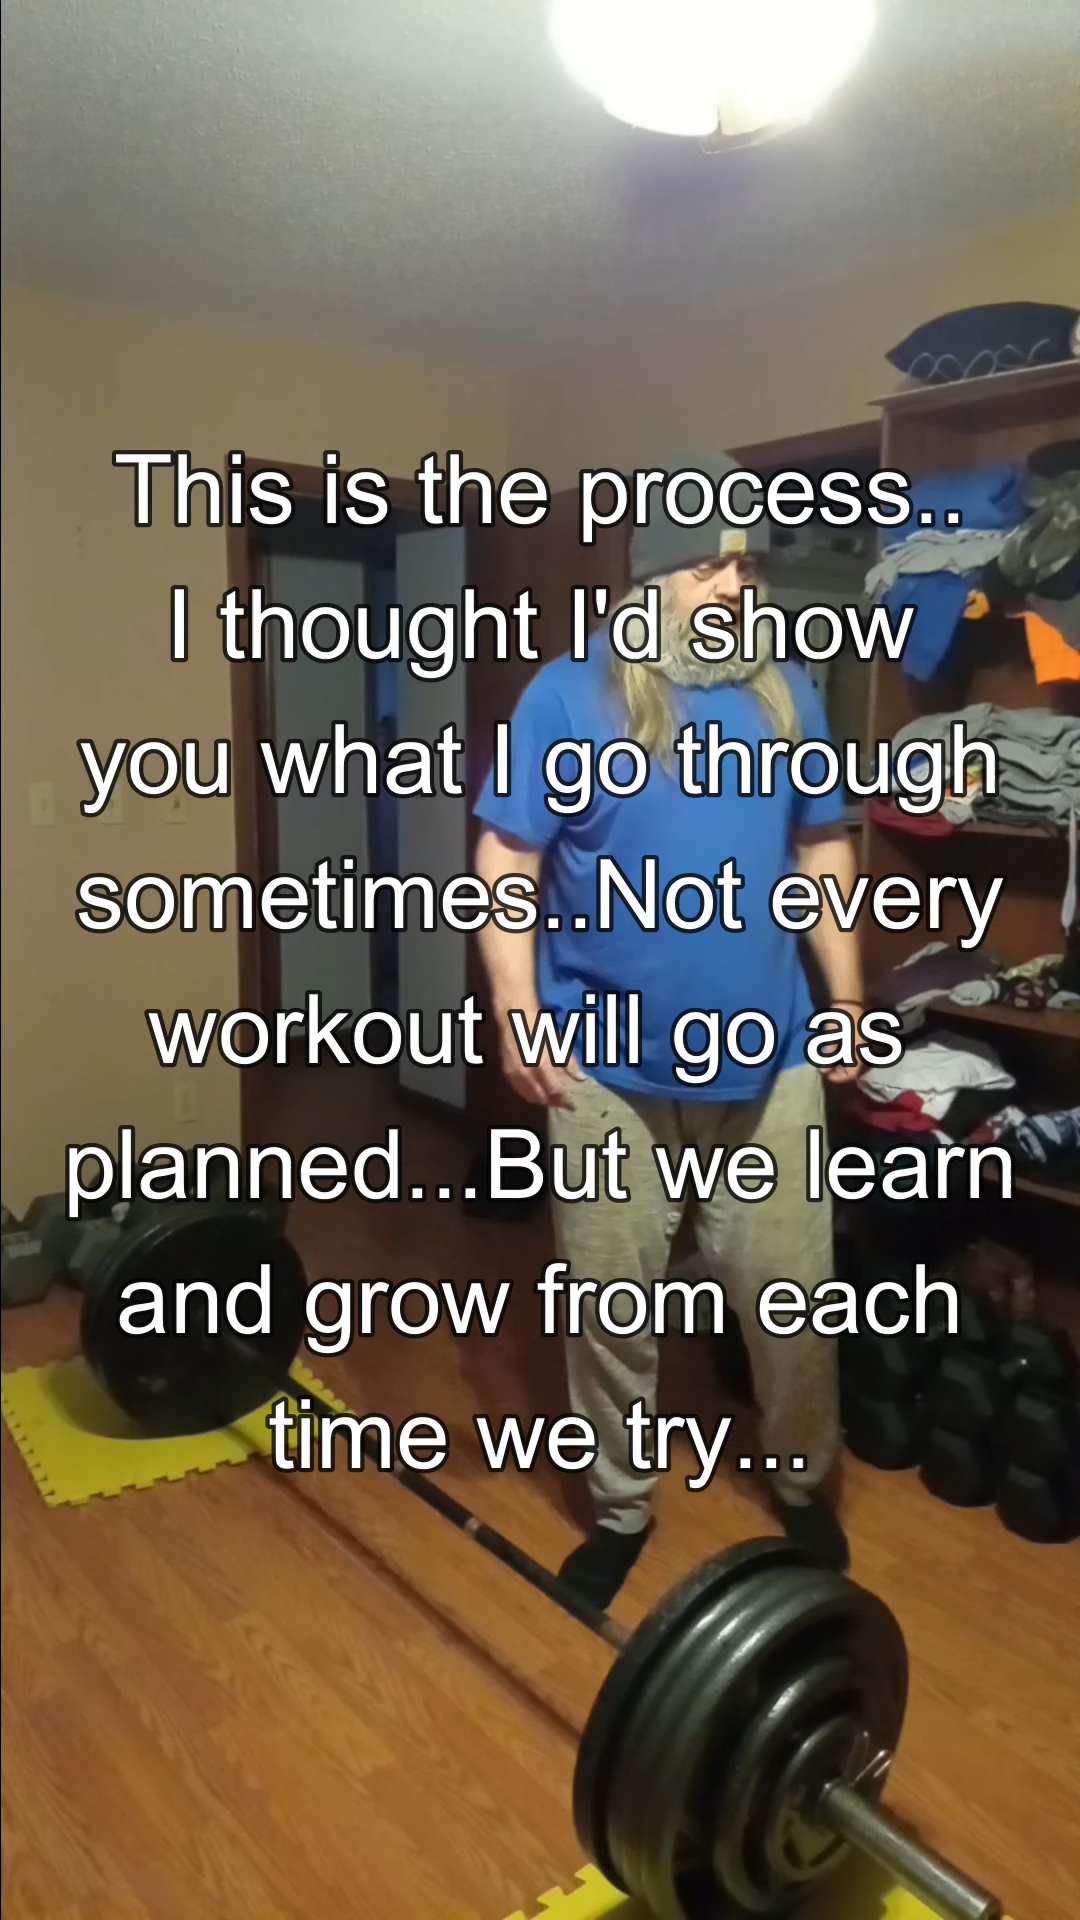 This is the process..
I thought I'd show
you what I go through
sometimes..Not every
workout will go as
planned...But we learn
and grow from each
time we try...